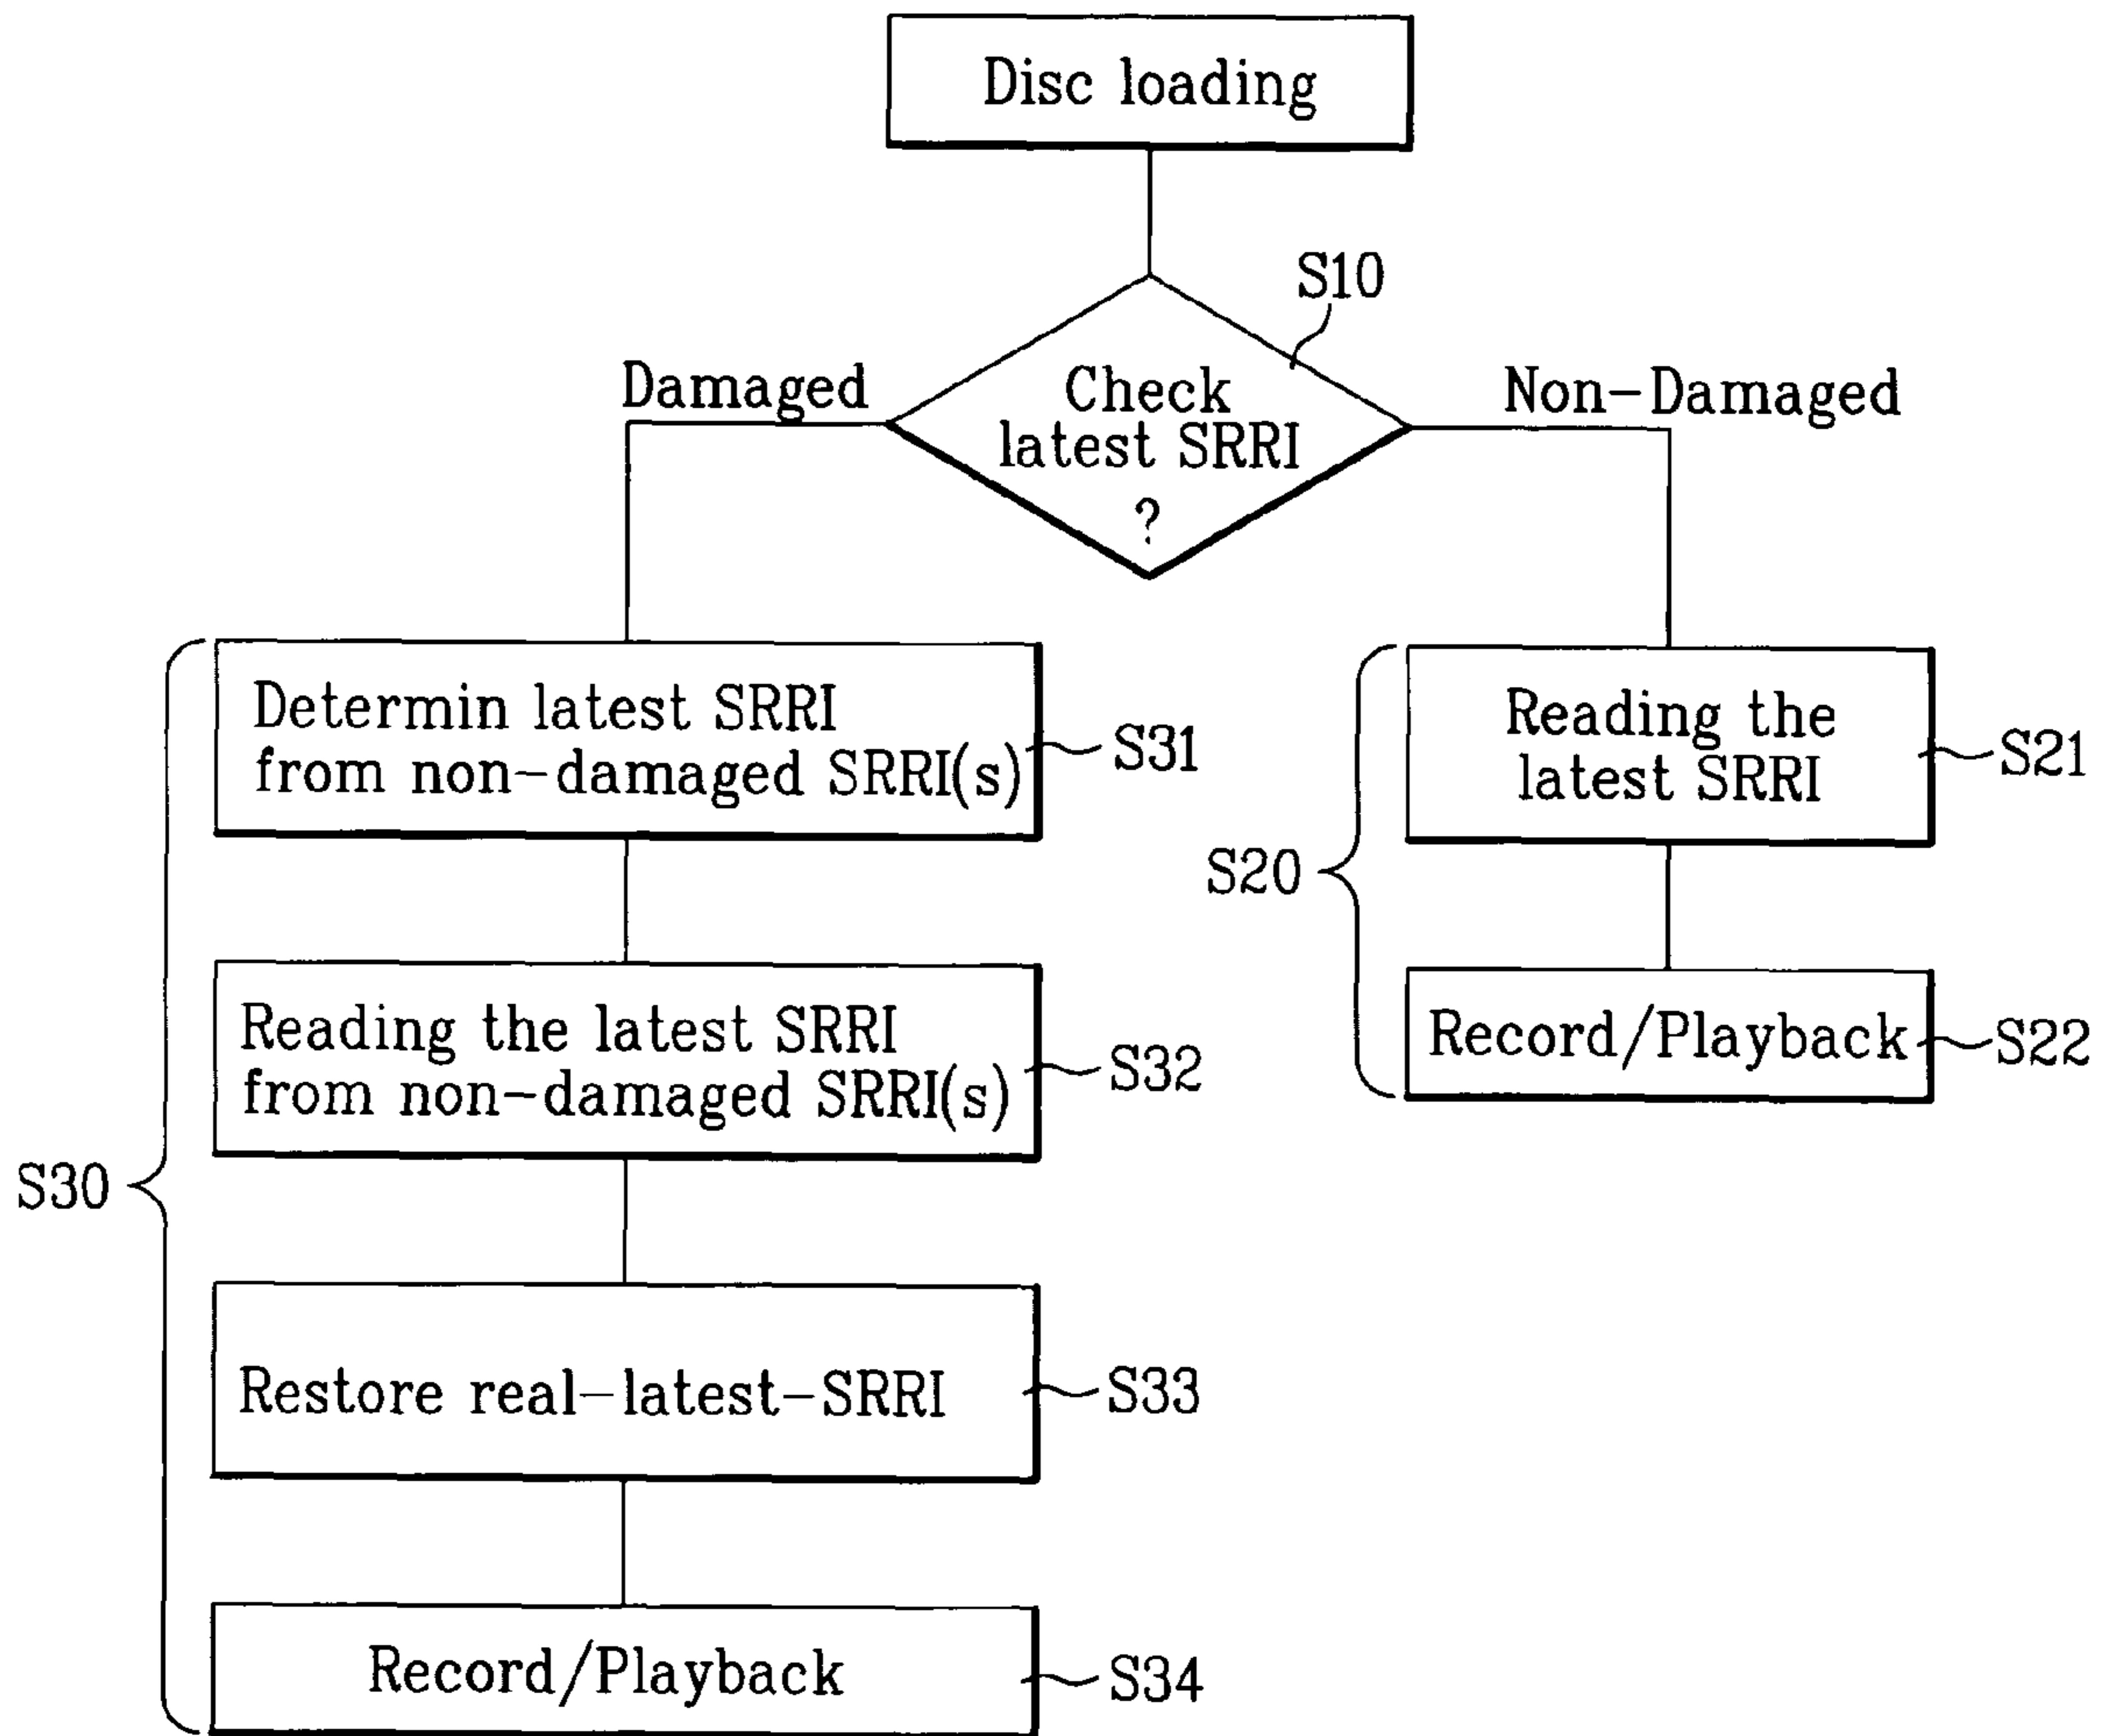 Disc loading
S10
Damaged
Check
latest SRRI
?
Non-Damaged
Determin latest SRRI
from non-damaged SRRI(s)
S31
Reading the
latest SRRI
S21
S20
Reading the latest SRRI
from non-damaged SRRI(s)
S32
Record/Playback
S22
S30
Restore real-latest-SRRI
S33
Record/Playback
S34